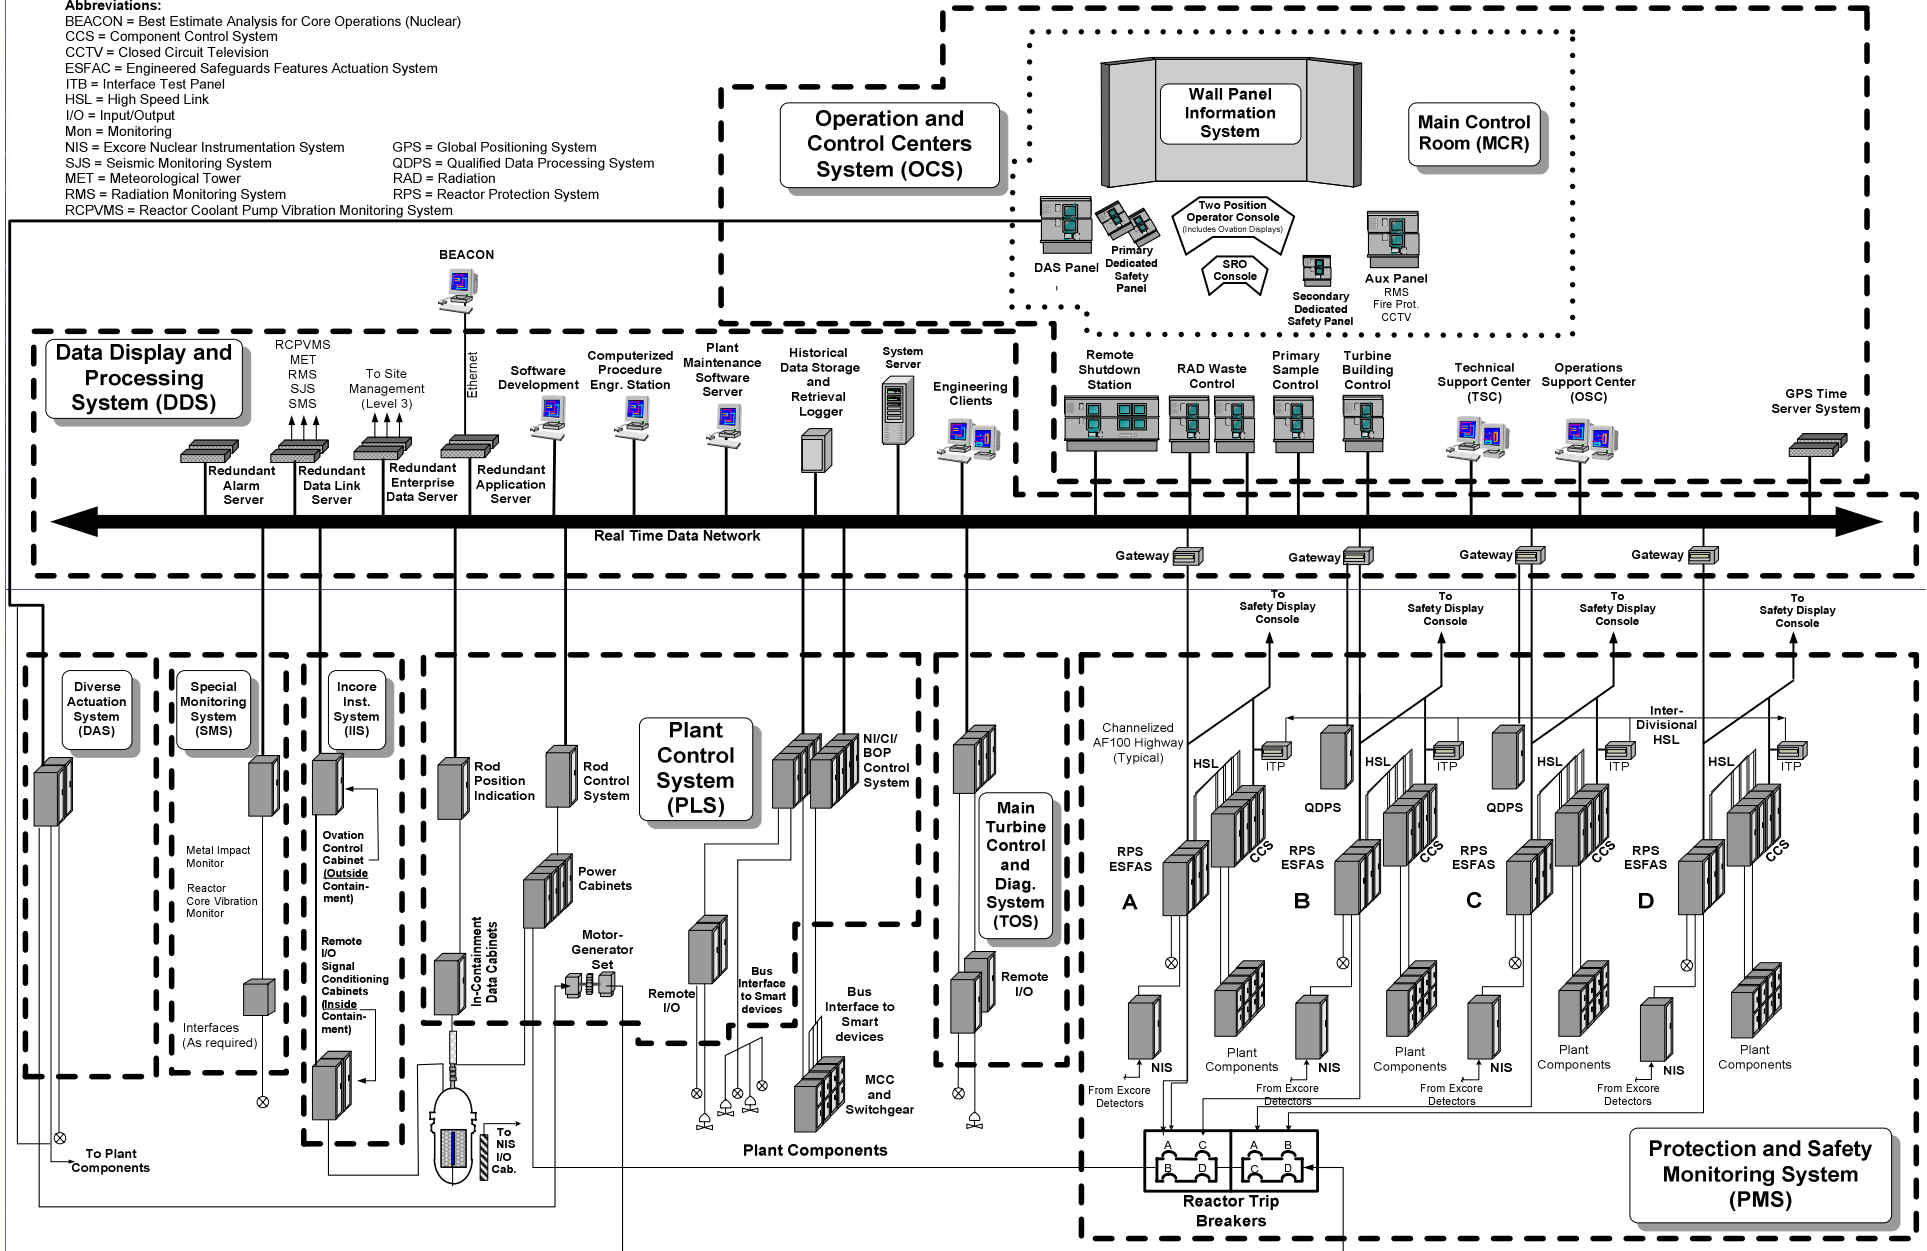 Abbreviations:
BEACON = Best Estimate Analysis for Core Operations (Nuclear)
CCS = Component Control System
CCTV = Closed Circuit Television
ESFAC = Engineered Safeguards Features Actuation System
ITB = Interface Test Panel
HSL = High Speed Link
I/O = Input/Output
Mon = Monitoring
NIS = Excore Nuclear Instrumentation System
SJS = Seismic Monitoring System
MET = Meteorological Tower
RMS = Radiation Monitoring System
RCPVMS = Reactor Coolant Pump Vibration Monitoring System
GPS = Global Positioning System
QDPS = Qualified Data Processing System
RAD = Radiation
RPS = Reactor Protection System
Operation and
Control Centers
System (OCS)
Wall Panel
Information
System
Main Control
Room (MCR)
DAS Panel
Primary
Dedicated
Safety
Panel
Two Position
Operator Console
(Includes Ovation Displays)
SRO
Console
Secondary
Dedicated
Safety Panel
Aux Panel
RMS
Fire Prot.
CCTV
BEACON
Ethernet
Data Display and
Processing
System (DDS)
RCPVMS
MET
RMS
SJS
SMS
To Site
Management
(Level 3)
Software
Development
Computerized
Procedure
Engr. Station
Plant
Maintenance
Software
Server
Historical
Data Storage
and
Retrieval
Logger
System
Server
Engineering
Clients
Remote
Shutdown
Station
RAD Waste
Control
Primary
Sample
Control
Turbine
Building
Control
Technical
Support Center
(TSC)
Operations
Support Center
(OSC)
GPS Time
Server System
Redundant
Alarm
Server
Redundant
Data Link
Server
Redundant
Enterprise
Data Server
Redundant
Application
Server
Real Time Data Network
Gateway
Gateway
Gateway
Gateway
To
Safety Display
Console
To
Safety Display
Console
To
Safety Display
Console
To
Safety Display
Console
Diverse
Actuation
System
(DAS)
Special
Monitoring
System
(SMS)
Incore
Inst.
System
(IIS)
Rod
Position
Indication
Rod
Control
System
Plant
Control
System
(PLS)
NI/CI/
BOP
Control
System
Main
Turbine
Control
and
Diag.
System
(TOS)
Channelized
AF100 Highway
(Typical)
Inter-
Divisional
HSL
HSL
HSL
HSL
HSL
ITP
ITP
ITP
ITP
QDPS
QDPS
CCS
CCS
CCS
CCS
RPS
ESFAS
A
RPS
ESFAS
B
RPS
ESFAS
C
RPS
ESFAS
D
Metal Impact
Monitor
Reactor
Core Vibration
Monitor
Interfaces
(As required)
Ovation
Control
Cabinet
(Outside
Contain-
ment)
Remote
I/O
Signal
Conditioning
Cabinets
(Inside
Contain-
ment)
Power
Cabinets
In-Containment
Data Cabinets
Motor-
Generator
Set
Remote
I/O
Bus
Interface
to Smart
devices
Bus
Interface to
Smart
devices
MCC
and
Switchgear
Remote
I/O
Plant Components
To Plant
Components
To
NIS
I/O
Cab.
NIS
NIS
NIS
NIS
From Excore
Detectors
From Excore
Detectors
From Excore
Detectors
From Excore
Detectors
Plant
Components
Plant
Components
Plant
Components
Plant
Components
A C A B
B D C D
Reactor Trip
Breakers
Protection and Safety
Monitoring System
(PMS)